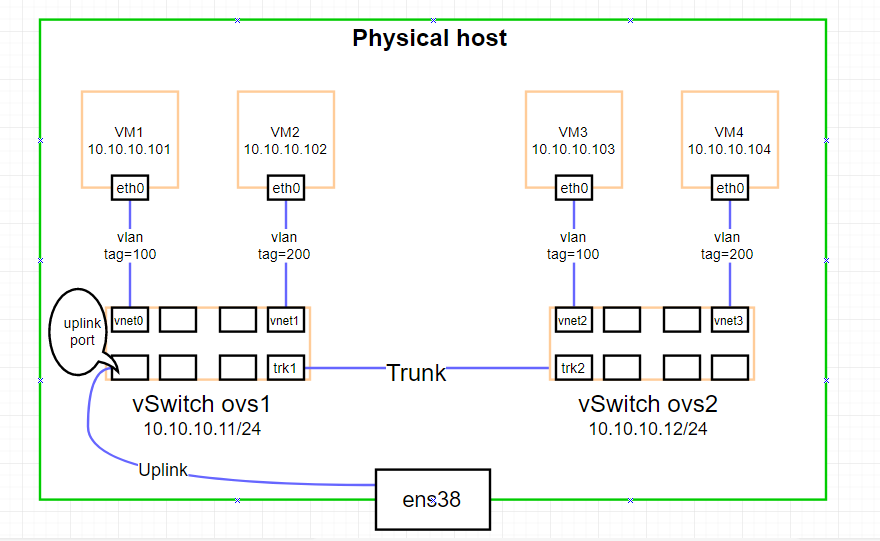 Physical host
VM1
10.10.10.101
VM2
10.10.10.102
VM3
10.10.10.103
VM4
10.10.10.104
eth0
eth0
eth0
eth0
vlan
tag=100
vlan
tag=200
vlan
tag=100
vlan
tag=200
uplink
port
vnet0
vnet1
vnet2
vnet3
trk1
Trunk
trk2
vSwitch ovs1
10.10.10.11/24
vSwitch ovs2
10.10.10.12/24
Uplink
ens38